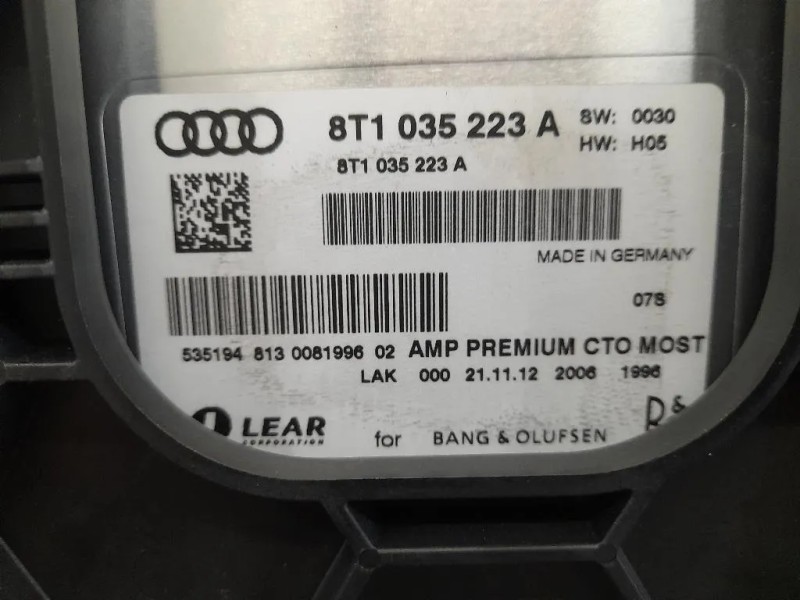 8T1 035 223 A SW: 0030
HW: H05
8T1 035 223 A
MADE IN GERMANY
078
535194 813 0081996 02 AMP PREMIUM CTO MOST
LAK 000 21.11.12 2006 1996
LEAR
CORPORATION
for BANG & OLUFSEN